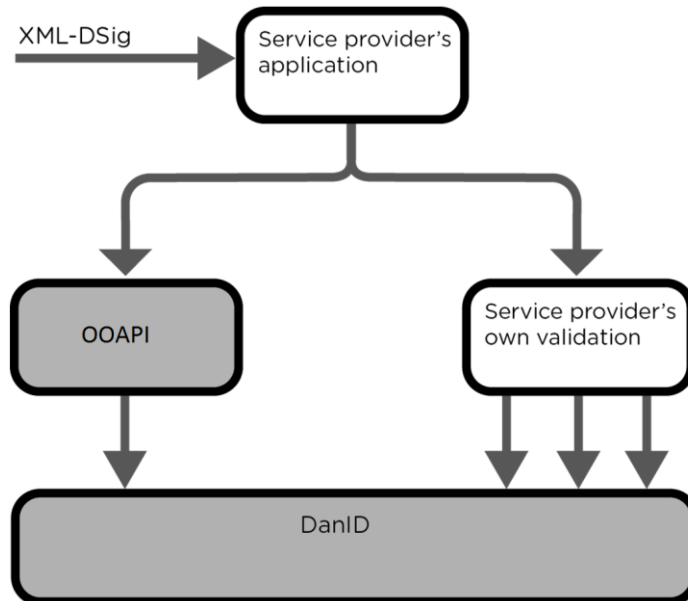 XML-DSig
Service provider's
application
OOAPI
Service provider's
own validation
DanID